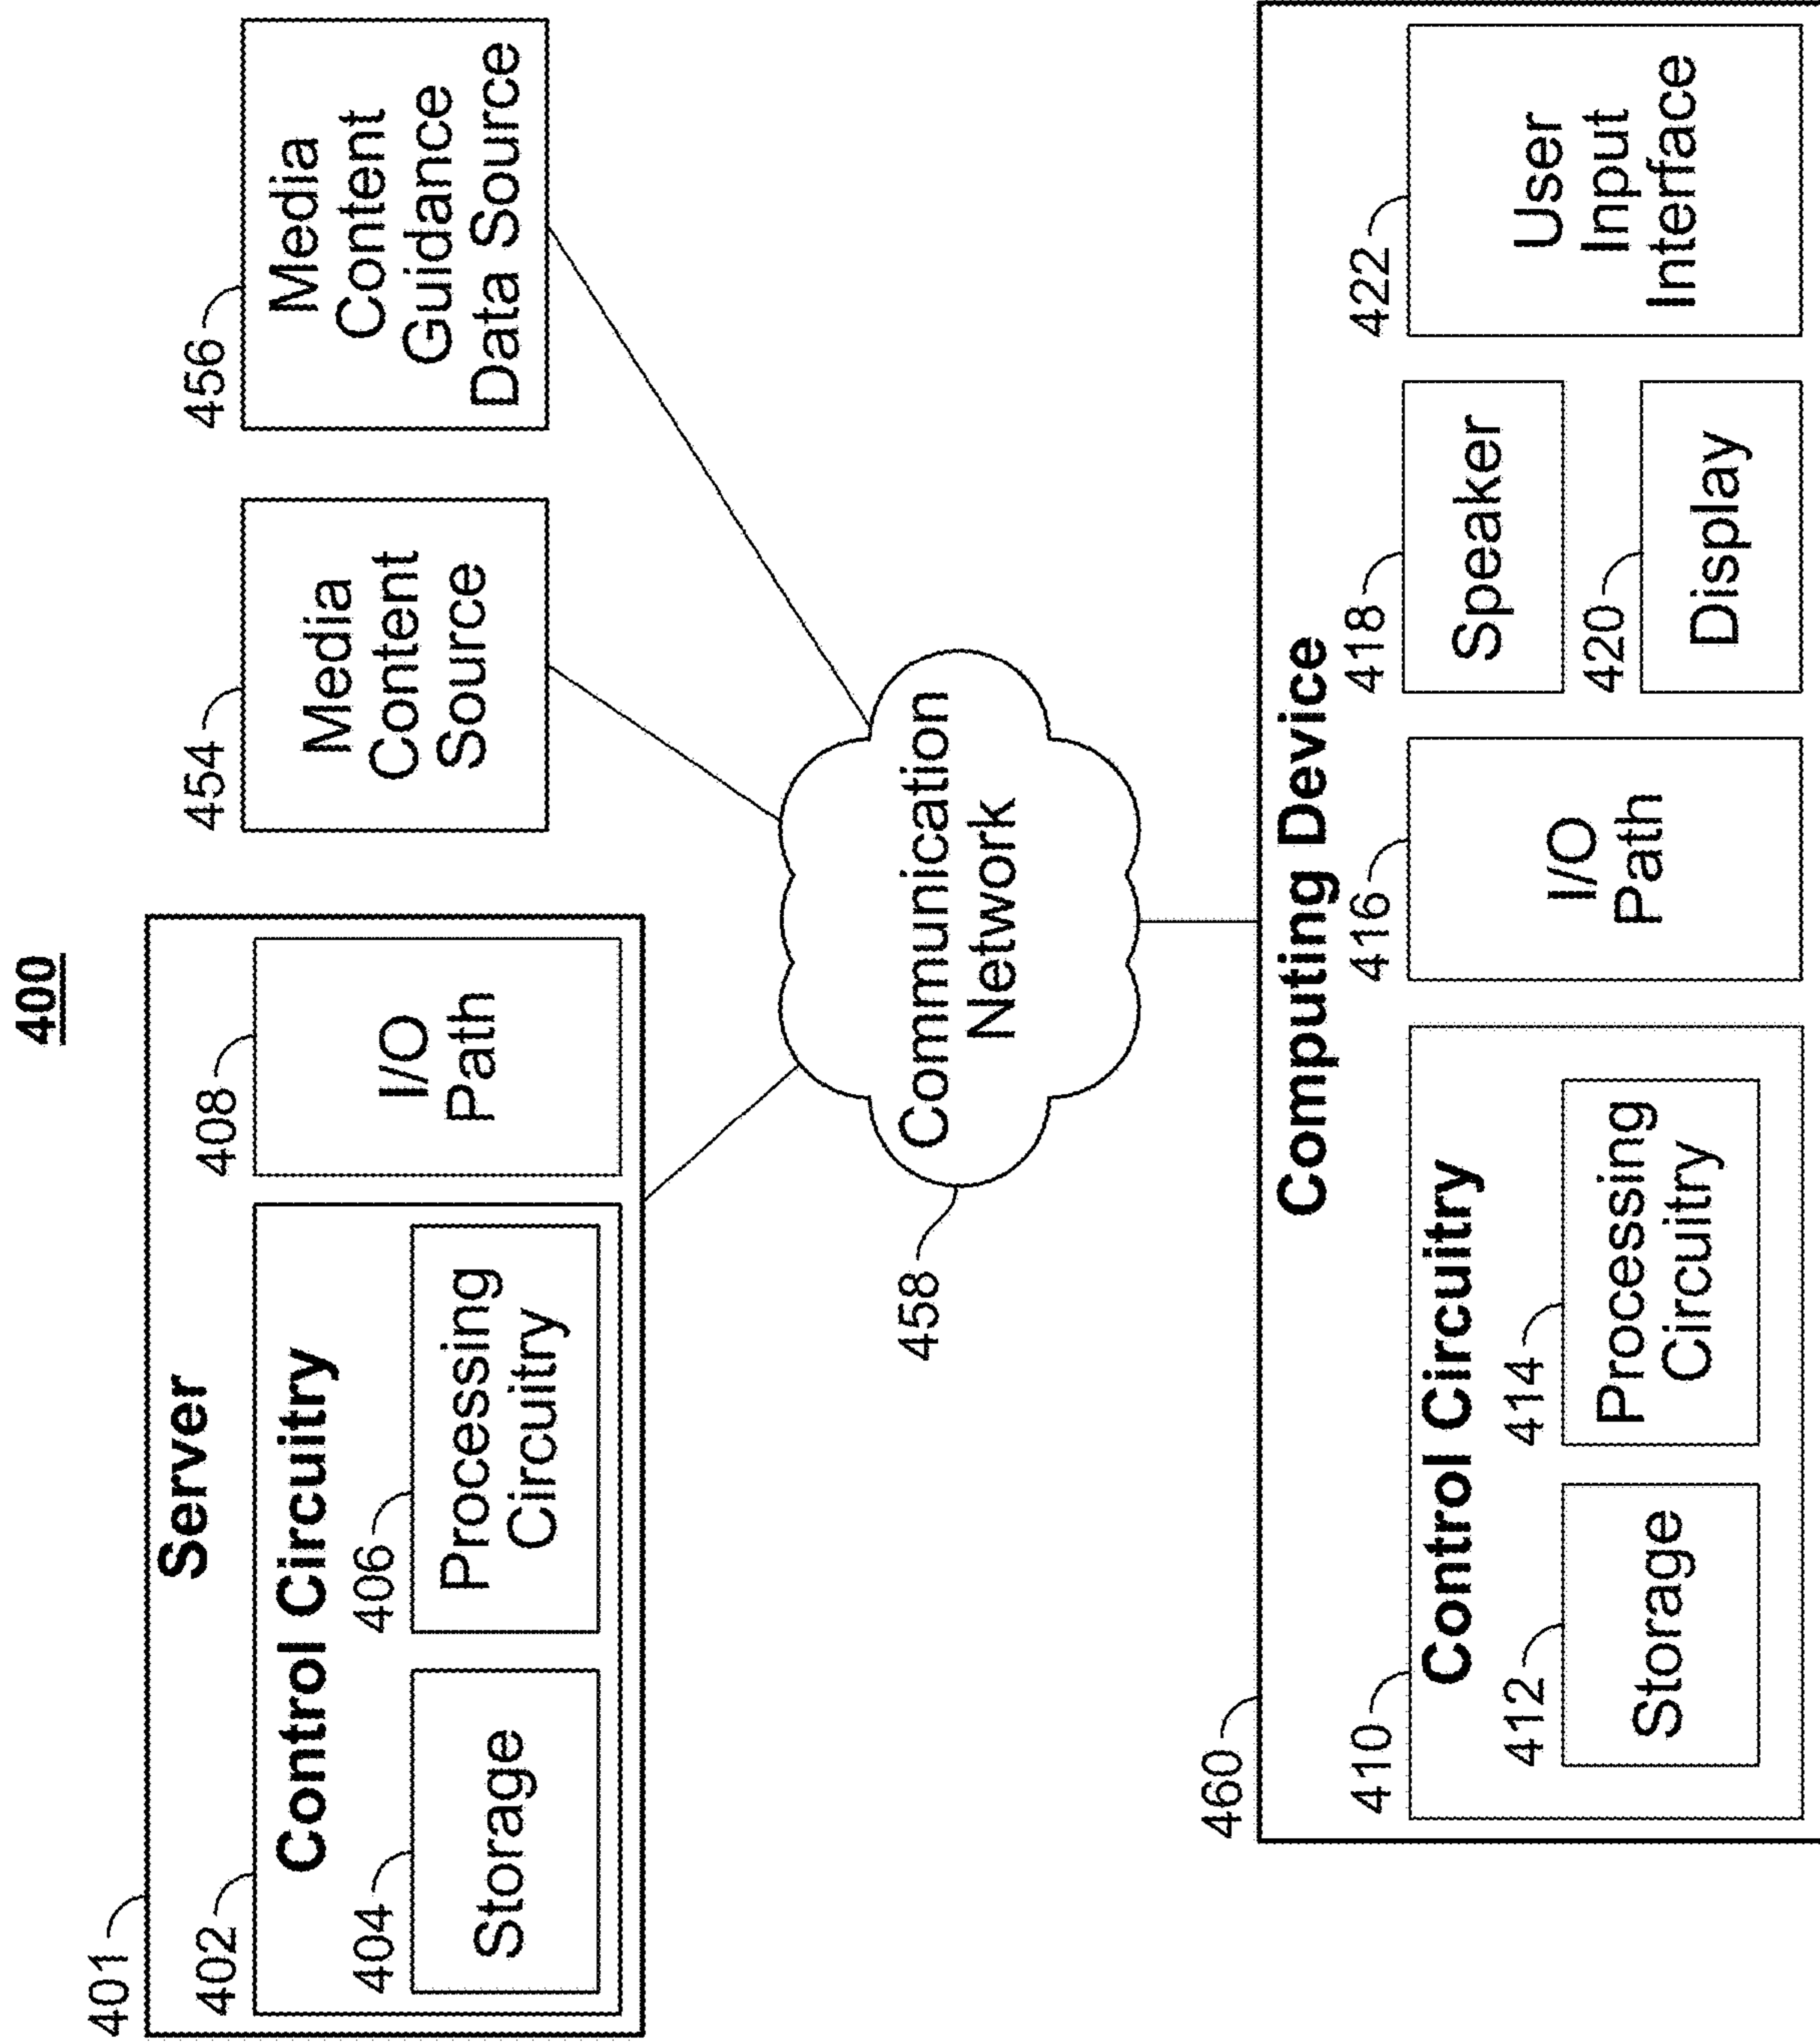 400
401
Server
402
Control Circuitry
404
Storage
406
Processing
Circuitry
408
I/O
Path
454
Media
Content
Source
456
Media
Content
Guidance
Data Source
458
Communication
Network
460
Computing Device
410
Control Circuitry
412
Storage
414
Processing
Circuitry
416
I/O
Path
418
Speaker
420
Display
422
User
Input
Interface